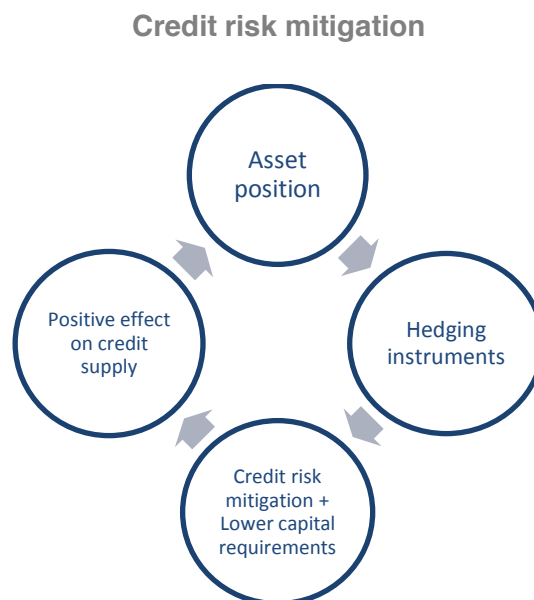 Credit risk mitigation
Asset
position
Hedging
instruments
Credit risk
mitigation +
Lower capital
requirements
Positive effect
on credit
supply